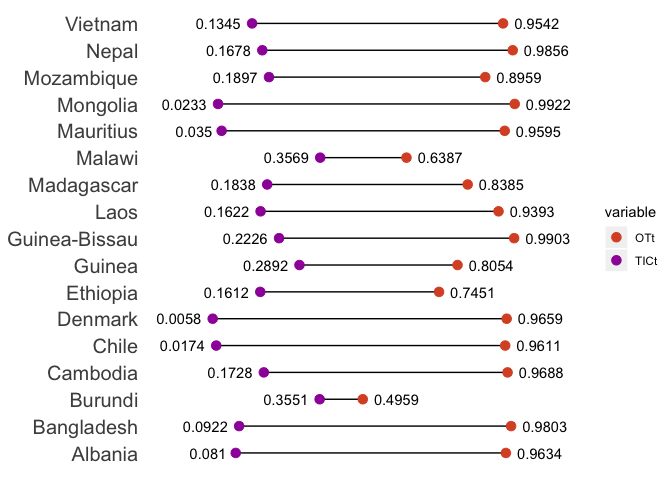 Vietnam 0.1345 0.9542
Nepal 0.1678 0.9856
Mozambique 0.1897 0.8959
Mongolia 0.0233 0.9922
Mauritius 0.035 0.9595
Malawi 0.3569 0.6387
Madagascar 0.1838 0.8385
Laos 0.1622 0.9393
Guinea-Bissau 0.2226 0.9903
Guinea 0.2892 0.8054
Ethiopia 0.1612 0.7451
Denmark 0.0058 0.9659
Chile 0.0174 0.9611
Cambodia 0.1728 0.9688
Burundi 0.3551 0.4959
Bangladesh 0.0922 0.9803
Albania 0.081 0.9634
variable
OTt
TICt